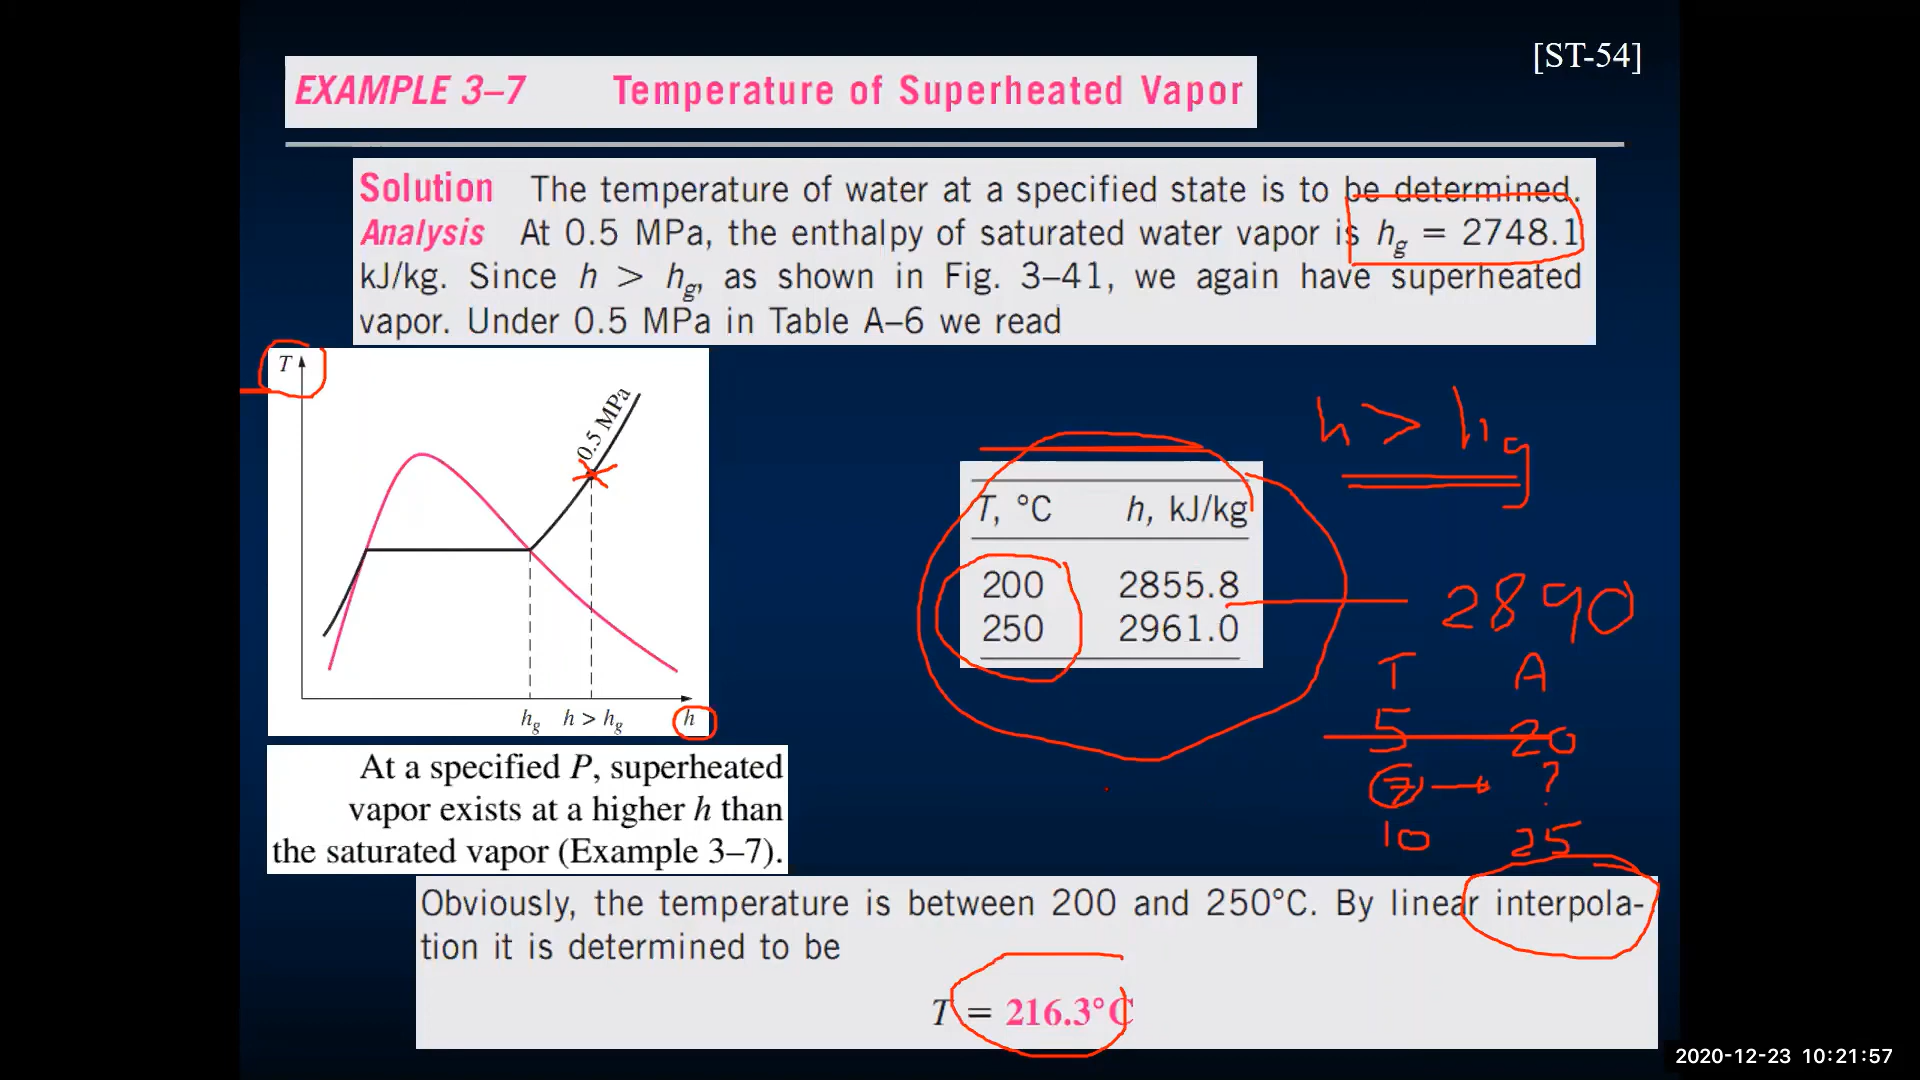 [ST-54]
EXAMPLE 3–7 Temperature of Superheated Vapor
Solution The temperature of water at a specified state is to be determined.
Analysis At 0.5 MPa, the enthalpy of saturated water vapor is hg = 2748.1
kJ/kg. Since h > hg, as shown in Fig. 3–41, we again have superheated
vapor. Under 0.5 MPa in Table A–6 we read
T
0.5 MPa
hg h > hg h
At a specified P, superheated
vapor exists at a higher h than
the saturated vapor (Example 3–7).
T, °C h, kJ/kg
200 2855.8
250 2961.0
h > hg
2890
T A
5 20
7 ?
10 25
Obviously, the temperature is between 200 and 250°C. By linear interpola-
tion it is determined to be
T = 216.3°C
2020-12-23 10:21:57